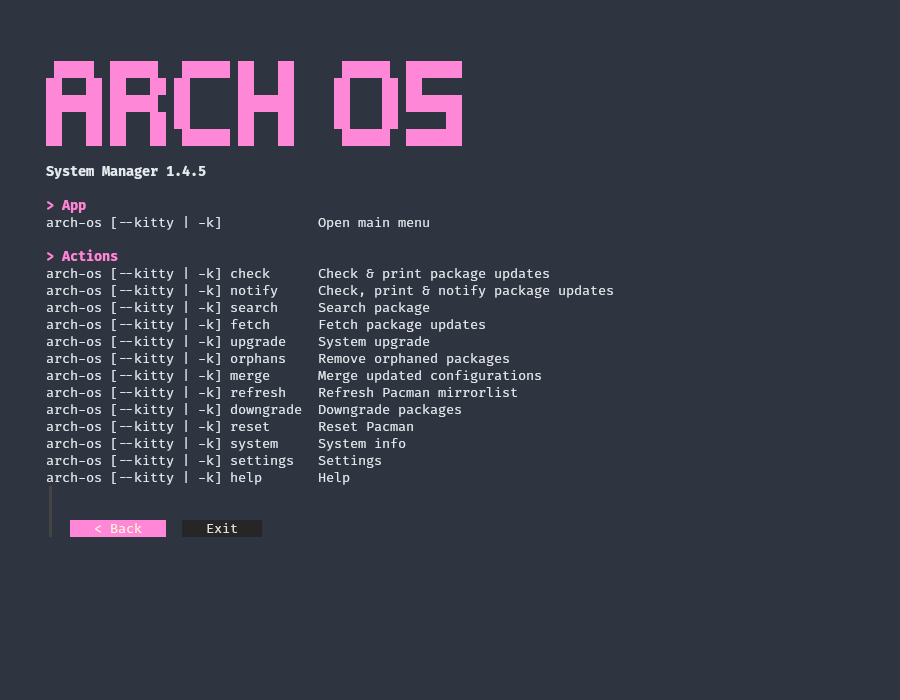 ARCH OS
System Manager 1.4.5
> App
arch-os [--kitty | -k]            Open main menu
> Actions
arch-os [--kitty | -k] check      Check & print package updates
arch-os [--kitty | -k] notify     Check, print & notify package updates
arch-os [--kitty | -k] search     Search package
arch-os [--kitty | -k] fetch      Fetch package updates
arch-os [--kitty | -k] upgrade    System upgrade
arch-os [--kitty | -k] orphans    Remove orphaned packages
arch-os [--kitty | -k] merge      Merge updated configurations
arch-os [--kitty | -k] refresh    Refresh Pacman mirrorlist
arch-os [--kitty | -k] downgrade  Downgrade packages
arch-os [--kitty | -k] reset      Reset Pacman
arch-os [--kitty | -k] system     System info
arch-os [--kitty | -k] settings   Settings
arch-os [--kitty | -k] help       Help
< Back    Exit